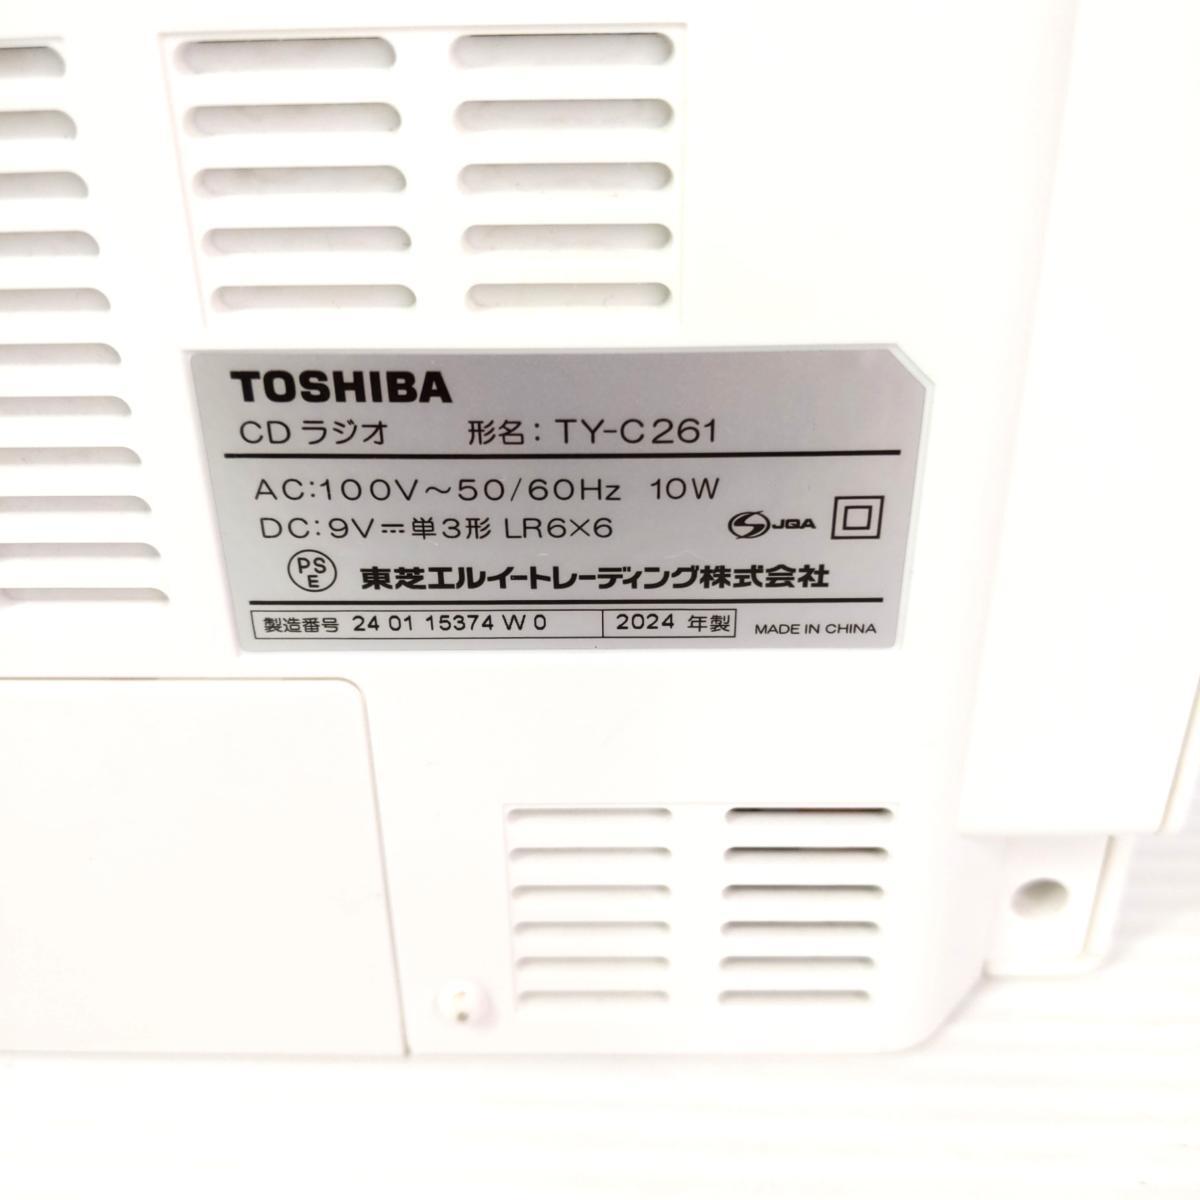 TOSHIBA
CDラジオ 形名: TY-C261
AC:100V～50/60Hz 10W
DC:9V⎓単3形 LR6×6
JQA
PSE 東芝エルイートレーディング株式会社
製造番号 24 01 15374 W 0 2024 年製 MADE IN CHINA